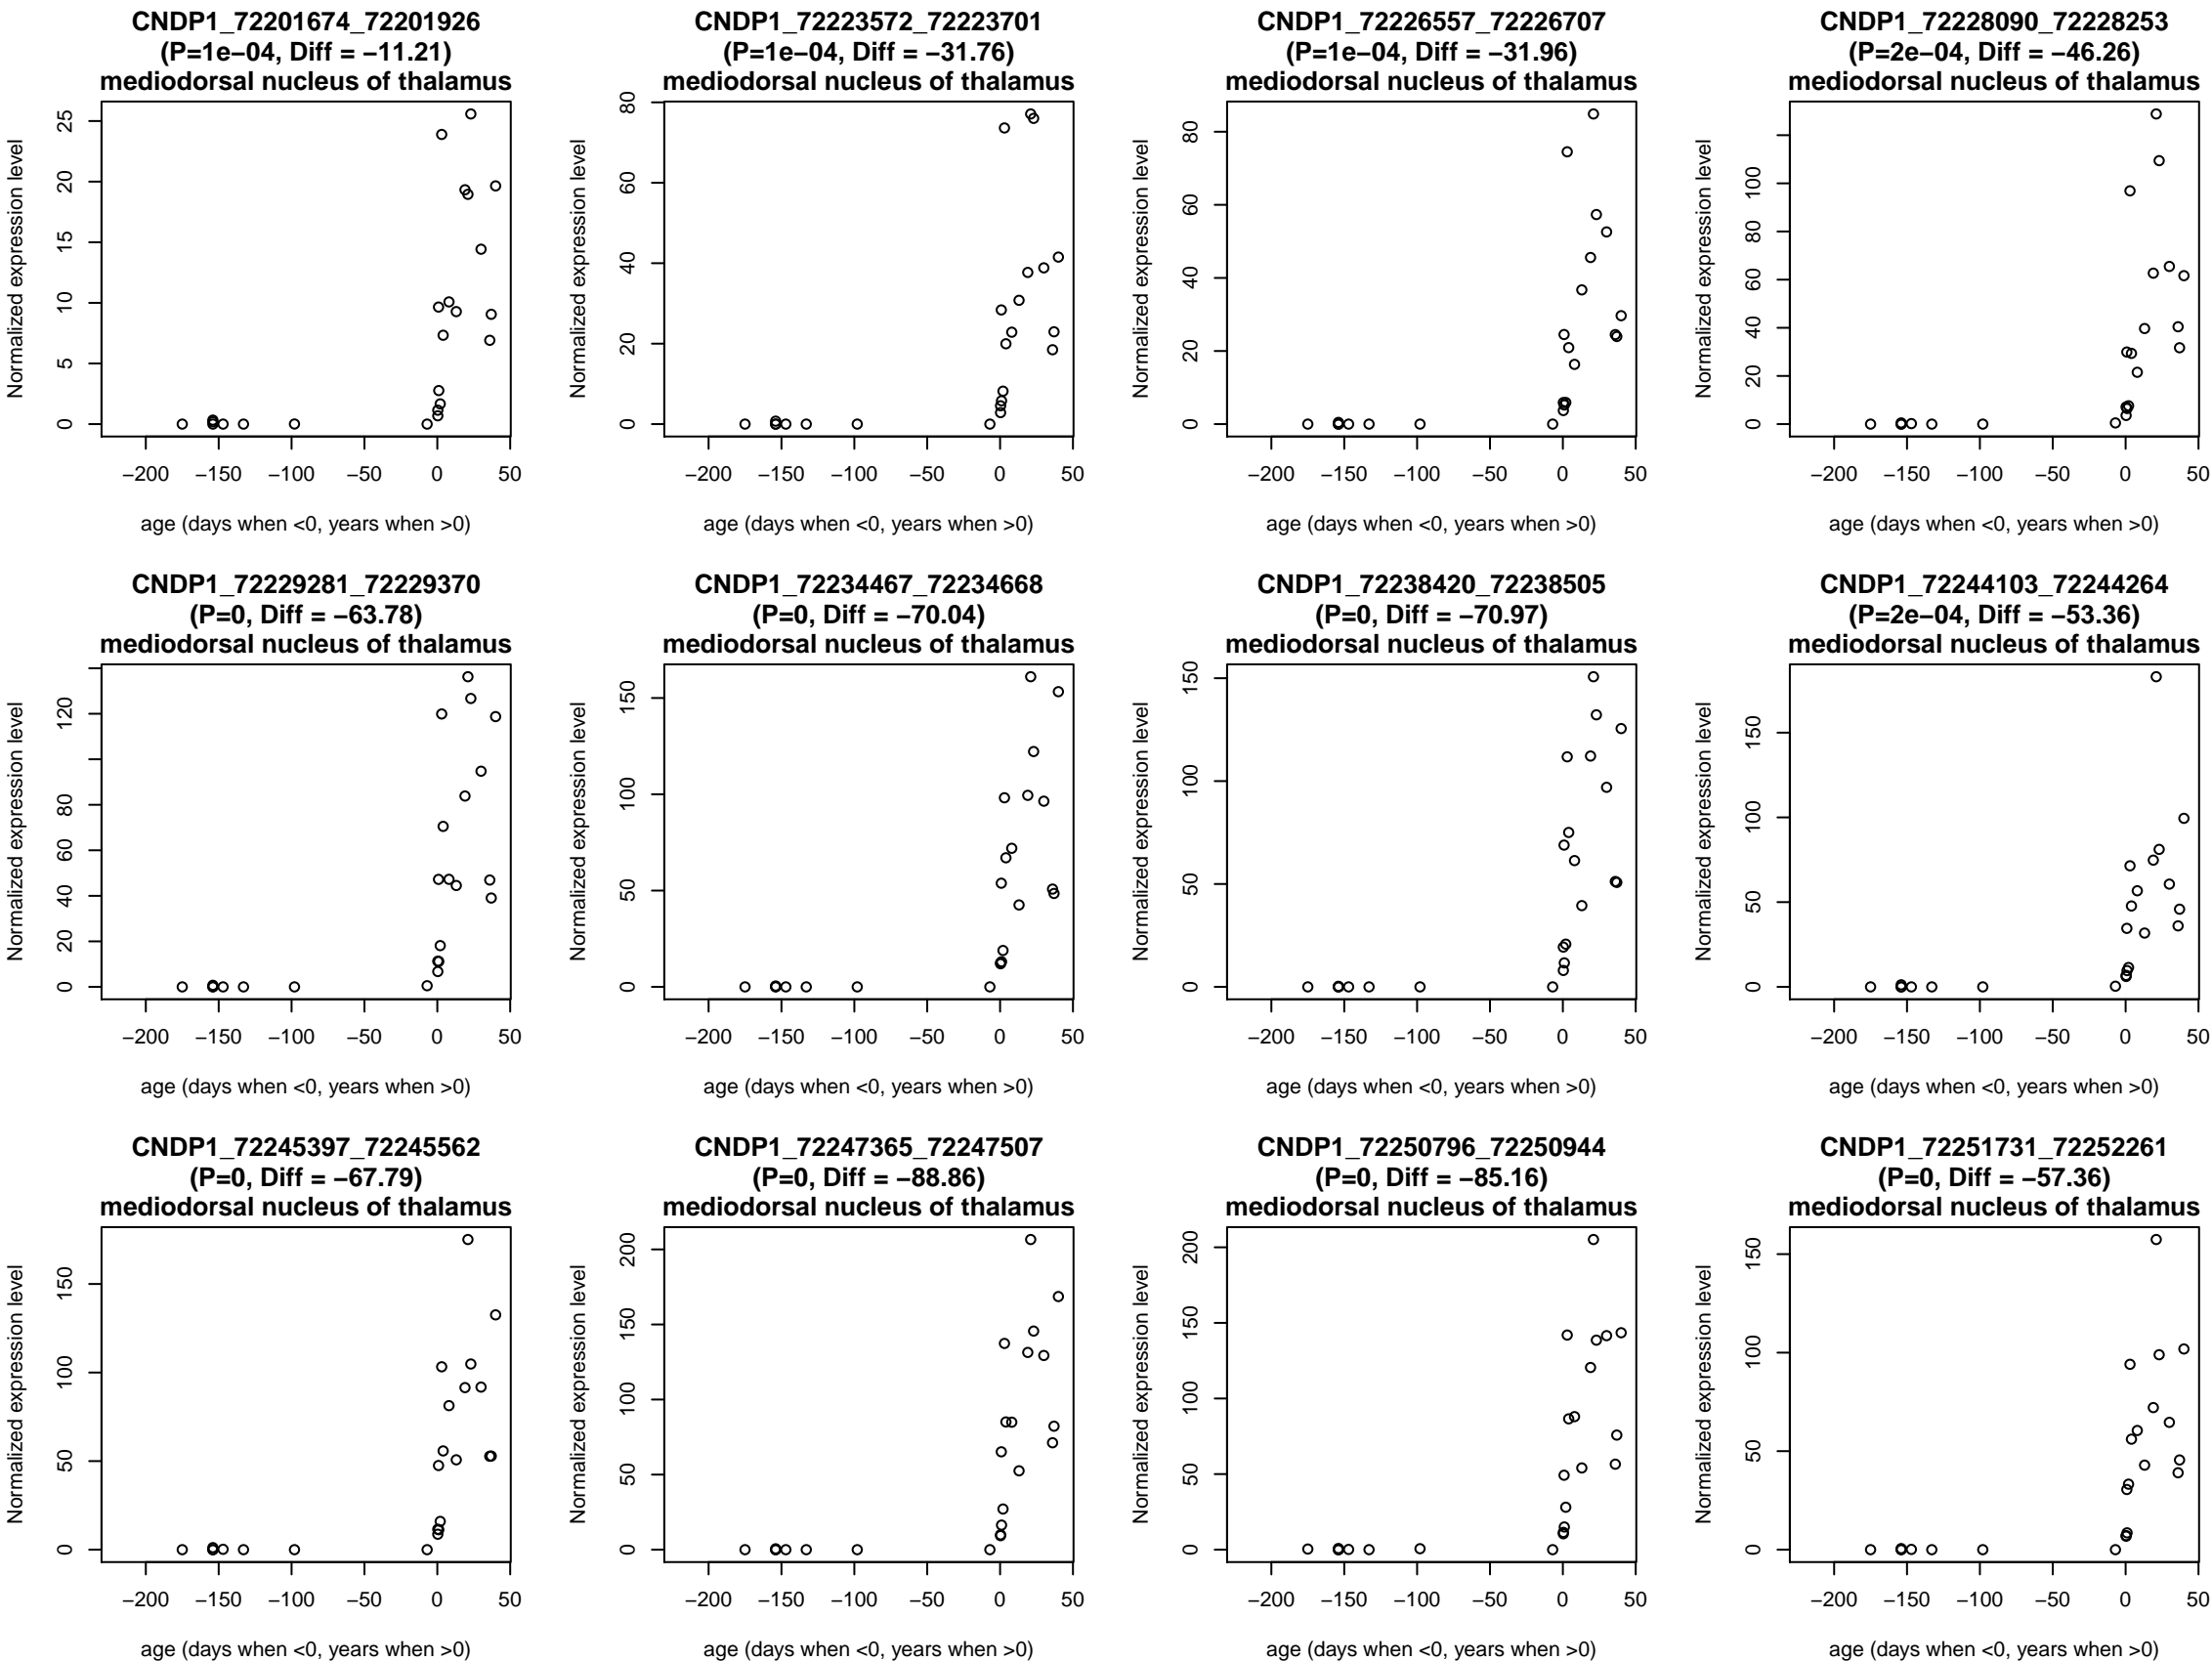 CNDP1_72201674_72201926
(P=1e−04, Diff = −11.21)
mediodorsal nucleus of thalamus
Normalized expression level
0 5 10 15 20 25
−200 −150 −100 −50 0 50
age (days when <0, years when >0)
CNDP1_72223572_72223701
(P=1e−04, Diff = −31.76)
mediodorsal nucleus of thalamus
Normalized expression level
0 20 40 60 80
−200 −150 −100 −50 0 50
age (days when <0, years when >0)
CNDP1_72226557_72226707
(P=1e−04, Diff = −31.96)
mediodorsal nucleus of thalamus
Normalized expression level
0 20 40 60 80
−200 −150 −100 −50 0 50
age (days when <0, years when >0)
CNDP1_72228090_72228253
(P=2e−04, Diff = −46.26)
mediodorsal nucleus of thalamus
Normalized expression level
0 20 40 60 80 100
−200 −150 −100 −50 0 50
age (days when <0, years when >0)
CNDP1_72229281_72229370
(P=0, Diff = −63.78)
mediodorsal nucleus of thalamus
Normalized expression level
0 20 40 60 80 120
−200 −150 −100 −50 0 50
age (days when <0, years when >0)
CNDP1_72234467_72234668
(P=0, Diff = −70.04)
mediodorsal nucleus of thalamus
Normalized expression level
0 50 100 150
−200 −150 −100 −50 0 50
age (days when <0, years when >0)
CNDP1_72238420_72238505
(P=0, Diff = −70.97)
mediodorsal nucleus of thalamus
Normalized expression level
0 50 100 150
−200 −150 −100 −50 0 50
age (days when <0, years when >0)
CNDP1_72244103_72244264
(P=2e−04, Diff = −53.36)
mediodorsal nucleus of thalamus
Normalized expression level
0 50 100 150
−200 −150 −100 −50 0 50
age (days when <0, years when >0)
CNDP1_72245397_72245562
(P=0, Diff = −67.79)
mediodorsal nucleus of thalamus
Normalized expression level
0 50 100 150
−200 −150 −100 −50 0 50
age (days when <0, years when >0)
CNDP1_72247365_72247507
(P=0, Diff = −88.86)
mediodorsal nucleus of thalamus
Normalized expression level
0 50 100 150 200
−200 −150 −100 −50 0 50
age (days when <0, years when >0)
CNDP1_72250796_72250944
(P=0, Diff = −85.16)
mediodorsal nucleus of thalamus
Normalized expression level
0 50 100 150 200
−200 −150 −100 −50 0 50
age (days when <0, years when >0)
CNDP1_72251731_72252261
(P=0, Diff = −57.36)
mediodorsal nucleus of thalamus
Normalized expression level
0 50 100 150
−200 −150 −100 −50 0 50
age (days when <0, years when >0)